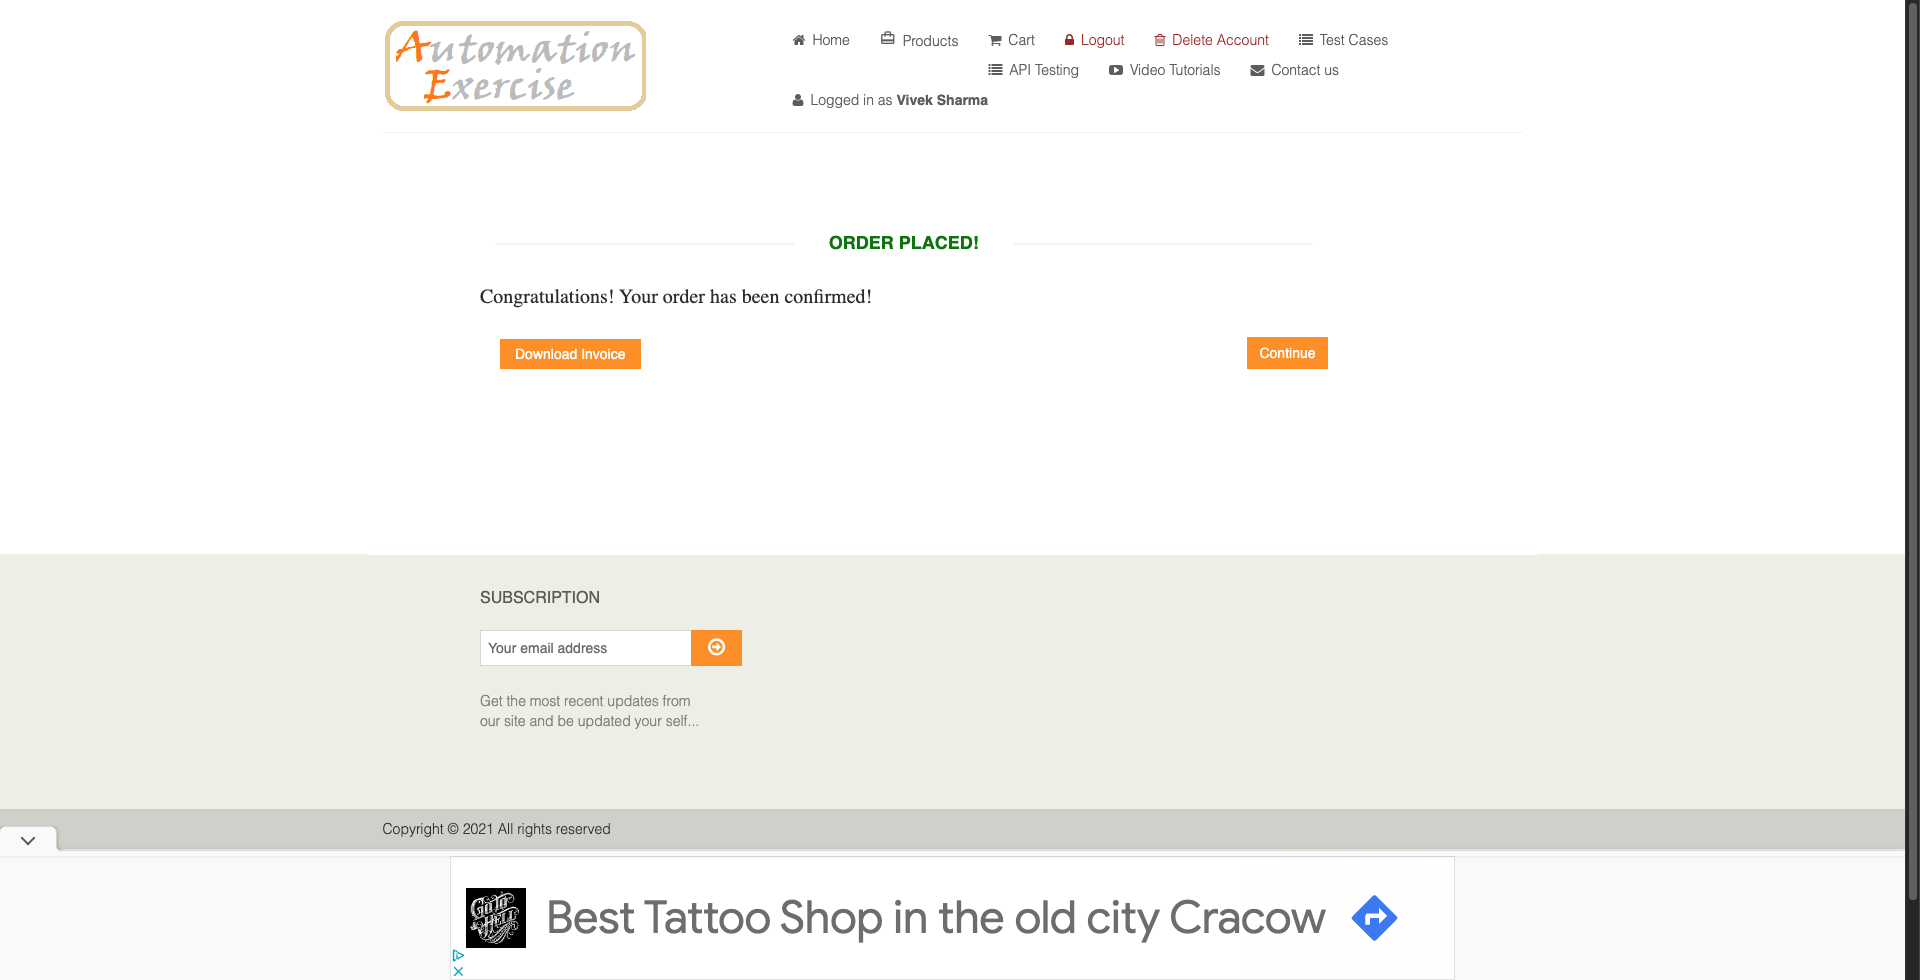 Automation
Exercise
Home Products Cart Logout Delete Account Test Cases
API Testing Video Tutorials Contact us
Logged in as Vivek Sharma
ORDER PLACED!
Congratulations! Your order has been confirmed!
Download Invoice Continue
SUBSCRIPTION
Your email address
Get the most recent updates from
our site and be updated your self...
Copyright © 2021 All rights reserved
GO TO
HELL
Best Tattoo Shop in the old city Cracow